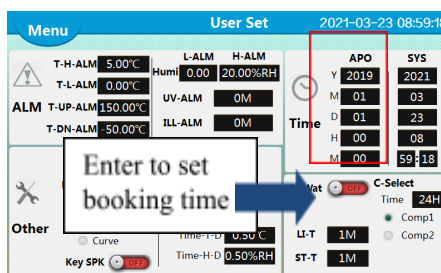 Menu
User Set
2021-03-23 08:59:18
T-H-ALM 5.00℃
T-L-ALM 0.00℃
ALM T-UP-ALM 150.00℃
T-DN-ALM -50.00℃
L-ALM H-ALM
Humi 0.00 20.00%RH
UV-ALM 0M
ILL-ALM 0M
APO SYS
Y 2019 2021
M 01 03
Time D 01 23
H 00 08
M 00 59:18
Enter to set
booking time
Other
Curve
Key SPK OFF
Time-T-D 0.50℃
Time-H-D 0.50%RH
Wat OFF C-Select
Time 24H
Comp1
LI-T 1M Comp2
ST-T 1M